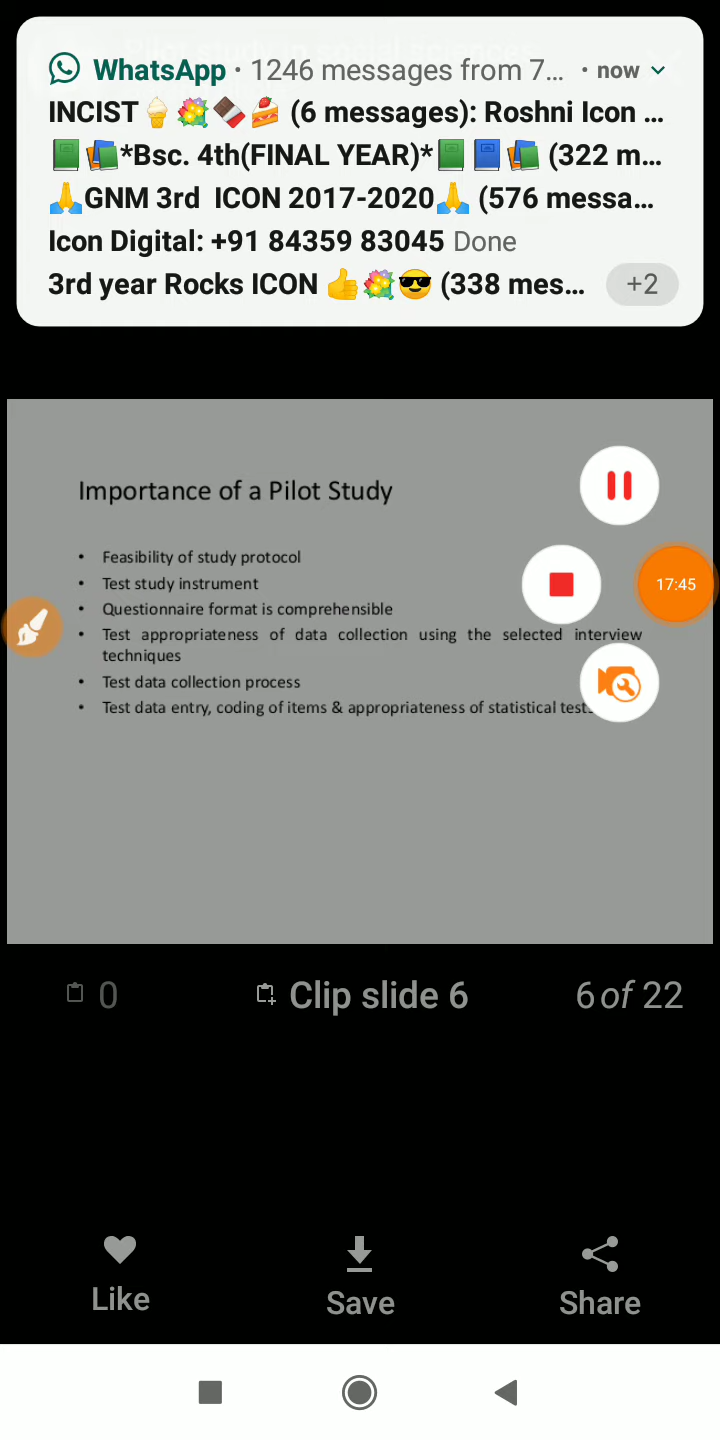 WhatsApp • 1246 messages from 7... • now
INCIST🍦💐🍫🍰 (6 messages): Roshni Icon ...
📗📚*Bsc. 4th(FINAL YEAR)*📗📘📚 (322 m...
🙏GNM 3rd ICON 2017-2020🙏 (576 messa...
Icon Digital: +91 84359 83045 Done
3rd year Rocks ICON 👍💐😎 (338 mes... +2
Importance of a Pilot Study
• Feasibility of study protocol
• Test study instrument
17:45
• Questionnaire format is comprehensible
• Test appropriateness of data collection using the selected interview
techniques
• Test data collection process
• Test data entry, coding of items & appropriateness of statistical tests
0 Clip slide 6 6 of 22
Like Save Share